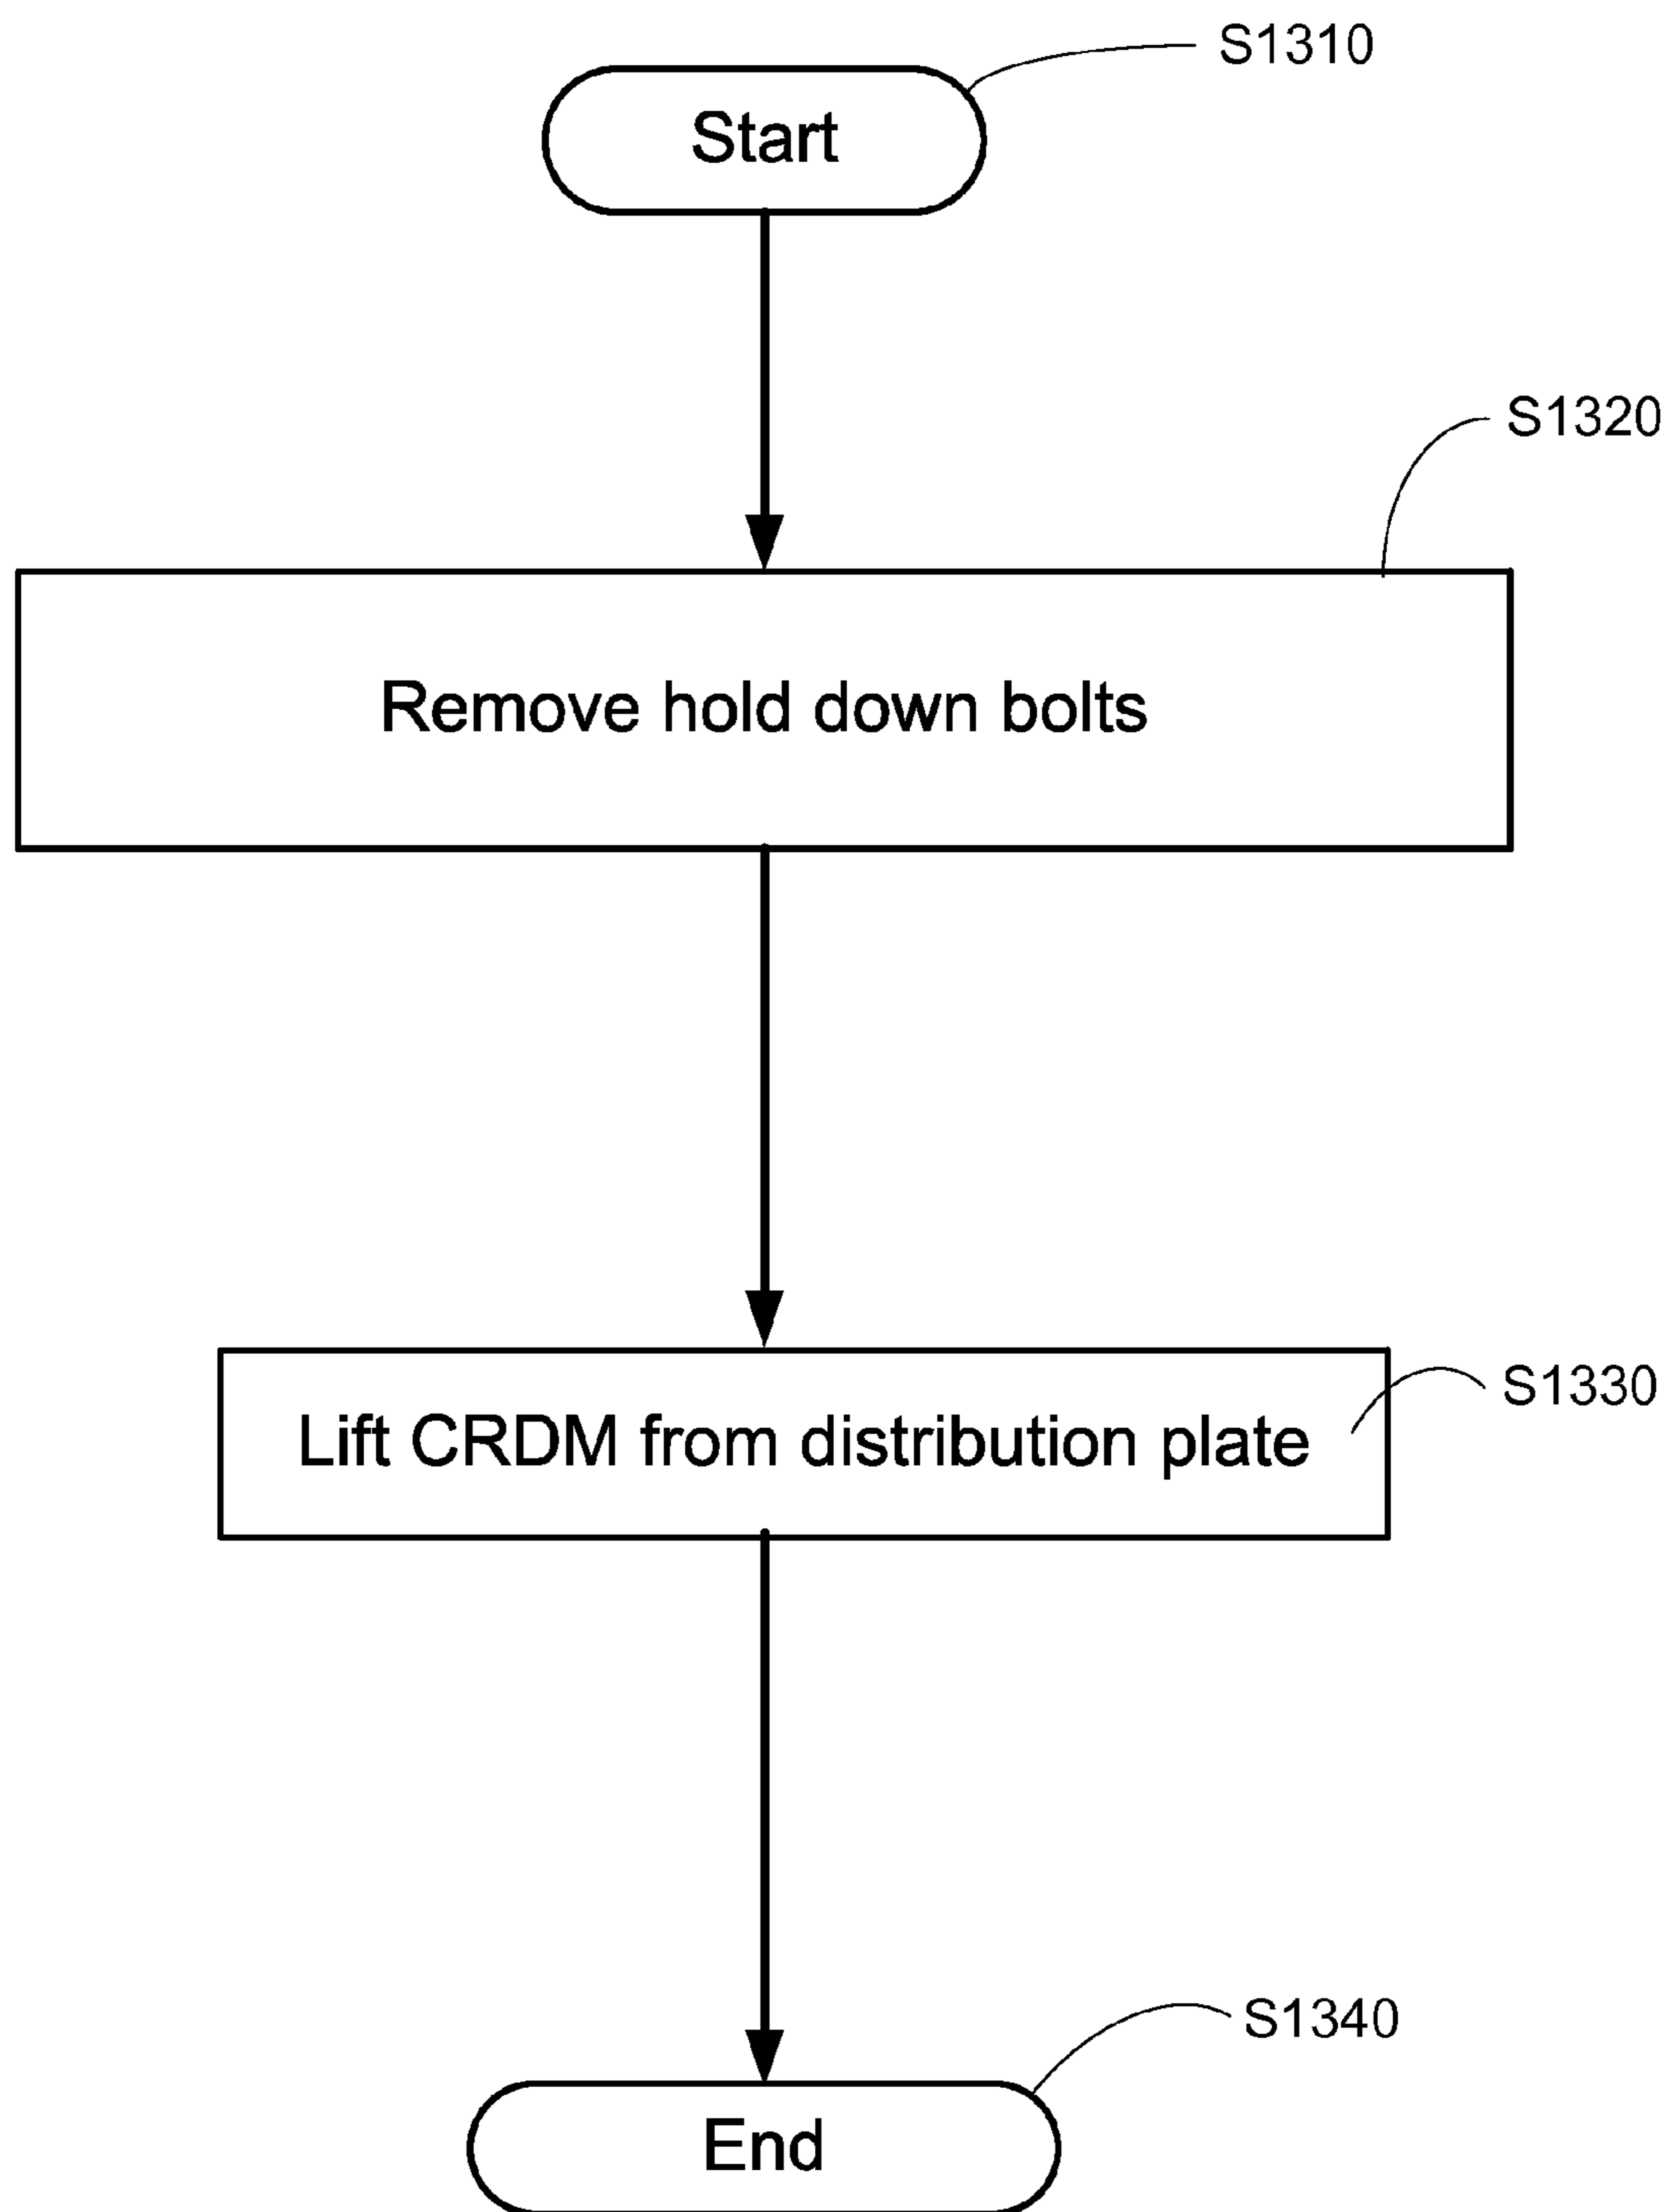 S1310
Start
S1320
Remove hold down bolts
S1330
Lift CRDM from distribution plate
S1340
End